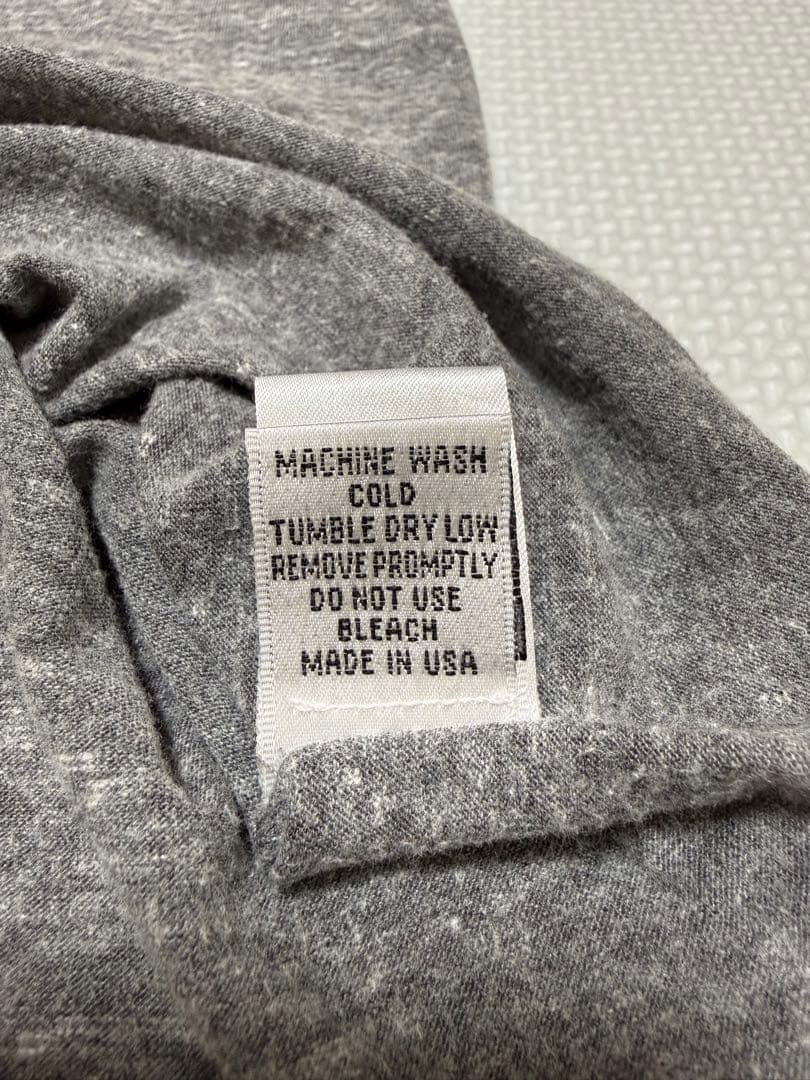 MACHINE WASH
COLD
TUMBLE DRY LOW
REMOVE PROMPTLY
DO NOT USE
BLEACH
MADE IN USA